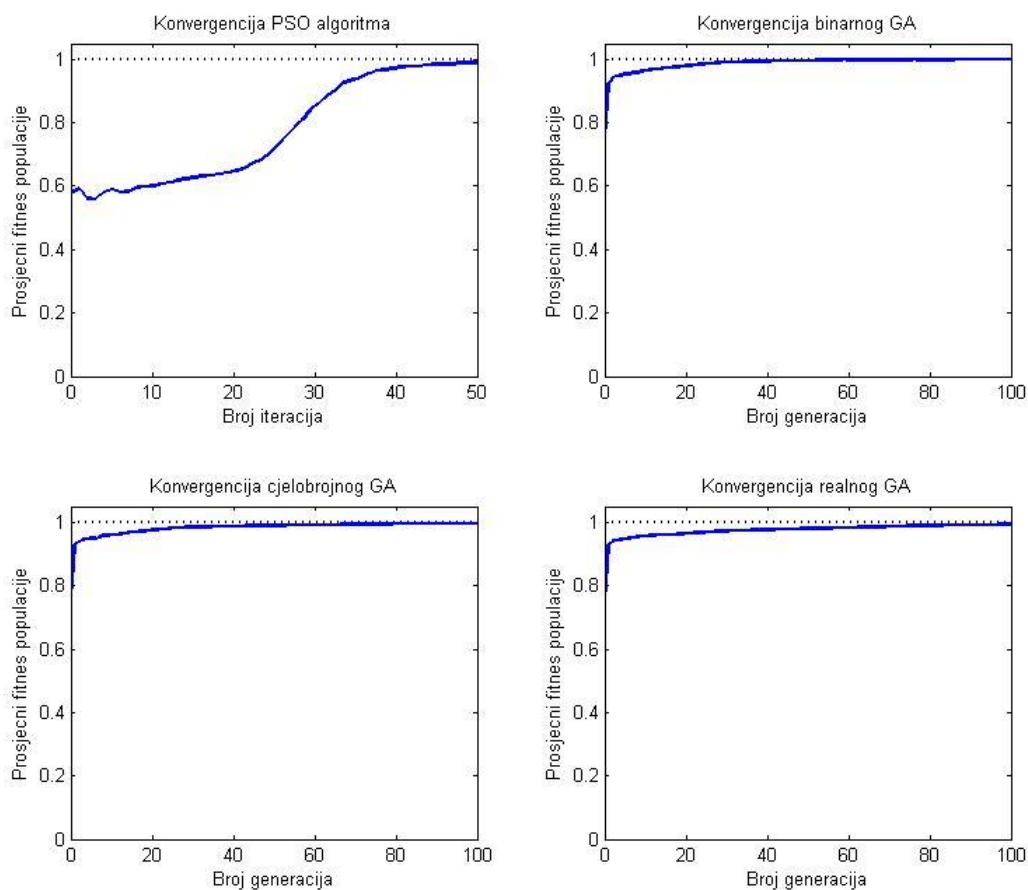 Konvergencija PSO algoritma
Prosjecni fitnes populacije
1
0.8
0.6
0.4
0.2
0
0 10 20 30 40 50
Broj iteracija
Konvergencija binarnog GA
Prosjecni fitnes populacije
1
0.8
0.6
0.4
0.2
0
0 20 40 60 80 100
Broj generacija
Konvergencija cjelobrojnog GA
Prosjecni fitnes populacije
1
0.8
0.6
0.4
0.2
0
0 20 40 60 80 100
Broj generacija
Konvergencija realnog GA
Prosjecni fitnes populacije
1
0.8
0.6
0.4
0.2
0
0 20 40 60 80 100
Broj generacija